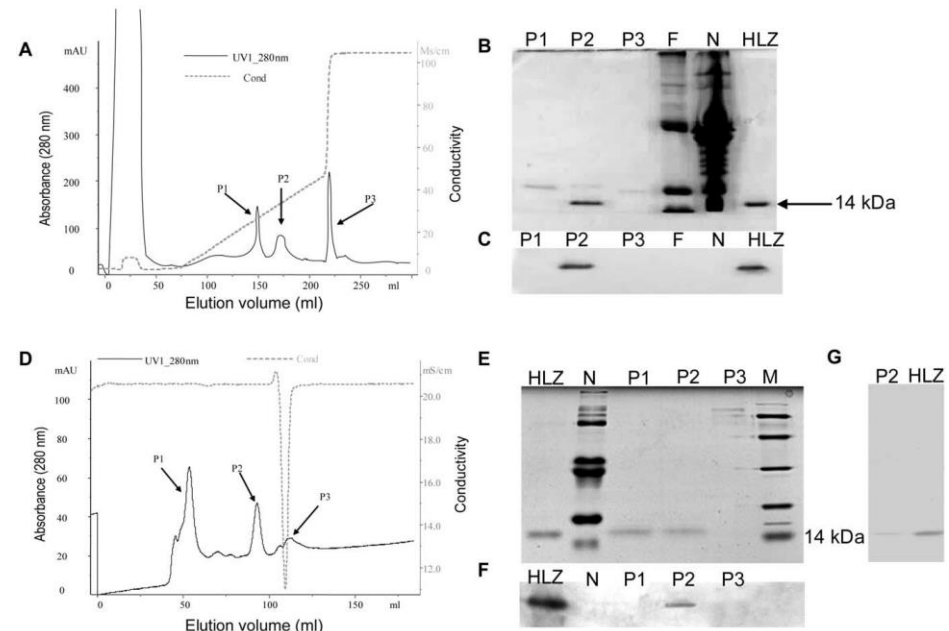 A
mAU
UV1_280nm
Cond
Ms/cm
Absorbance (280 nm)
400
300
200
100
0
100
80
60
40
20
0
Conductivity
P1
P2
P3
0
50
100
150
200
250
ml
Elution volume (ml)
B
P1 P2 P3 F N HLZ
14 kDa
C
P1 P2 P3 F N HLZ
D
mAU
UV1_280nm
Cond
mS/cm
Absorbance (280 nm)
100
80
60
40
20
0
20.0
18.0
16.0
14.0
12.0
Conductivity
P1
P2
P3
0
50
100
150
ml
Elution volume (ml)
E
HLZ N P1 P2 P3 M
14 kDa
F
HLZ N P1 P2 P3
G
P2 HLZ